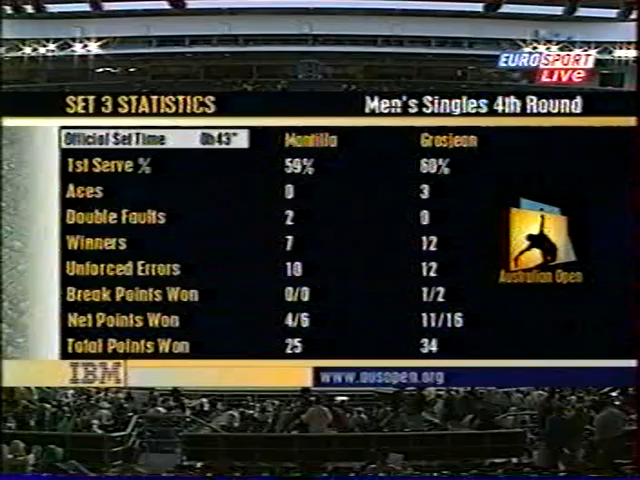 EUROSPORT
LIVE
SET 3 STATISTICS Men's Singles 4th Round
Official Set Time 0h43" Mantilla Grosjean
1st Serve % 59% 60%
Aces 0 3
Double Faults 2 0
Winners 7 12
Unforced Errors 10 12
Break Points Won 0/0 1/2
Net Points Won 4/6 11/16
Total Points Won 25 34
Australian Open
IBM www.ausopen.org